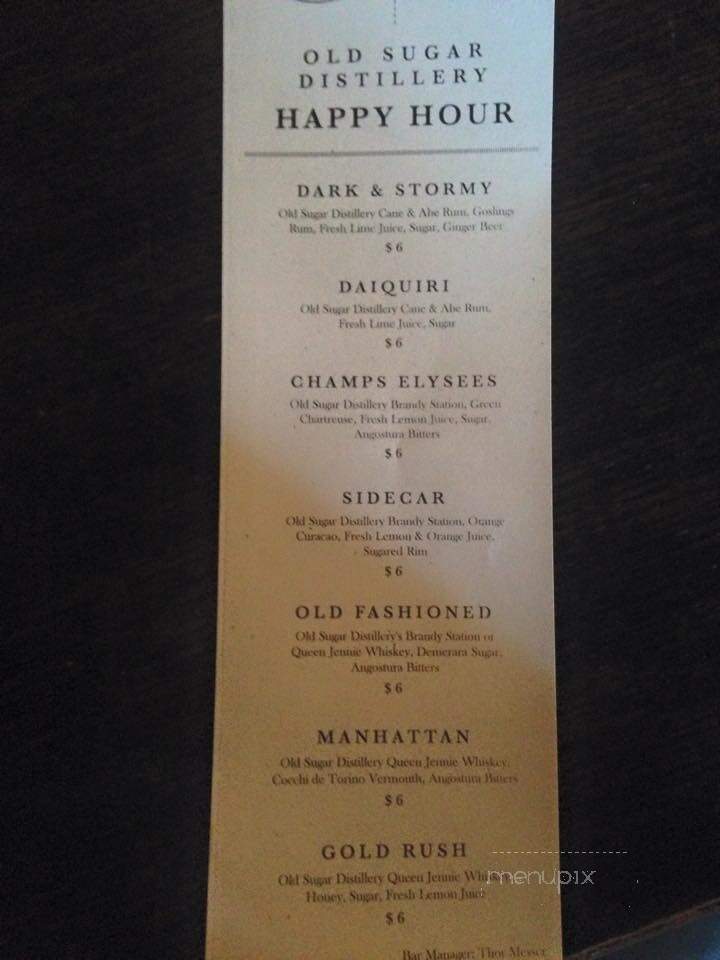 OLD SUGAR
DISTILLERY
HAPPY HOUR
DARK & STORMY
Old Sugar Distillery Cane & Abe Rum, Goslings
Rum, Fresh Lime Juice, Sugar, Ginger Beer
$6
DAIQUIRI
Old Sugar Distillery Cane & Abe Rum,
Fresh Lime Juice, Sugar
$6
CHAMPS ELYSEES
Old Sugar Distillery Brandy Station, Green
Chartreuse, Fresh Lemon Juice, Sugar,
Angostura Bitters
$6
SIDECAR
Old Sugar Distillery Brandy Station, Orange
Curacao, Fresh Lemon & Orange Juice,
Sugared Rim
$6
OLD FASHIONED
Old Sugar Distillery's Brandy Station or
Queen Jennie Whiskey, Demerara Sugar,
Angostura Bitters
$6
MANHATTAN
Old Sugar Distillery Queen Jennie Whiskey,
Cocchi de Torino Vermouth, Angostura Bitters
$6
GOLD RUSH
Old Sugar Distillery Queen Jennie Whiskey,
Honey, Sugar, Fresh Lemon Juice
$6
Bar Manager: Thor Messer
menupix